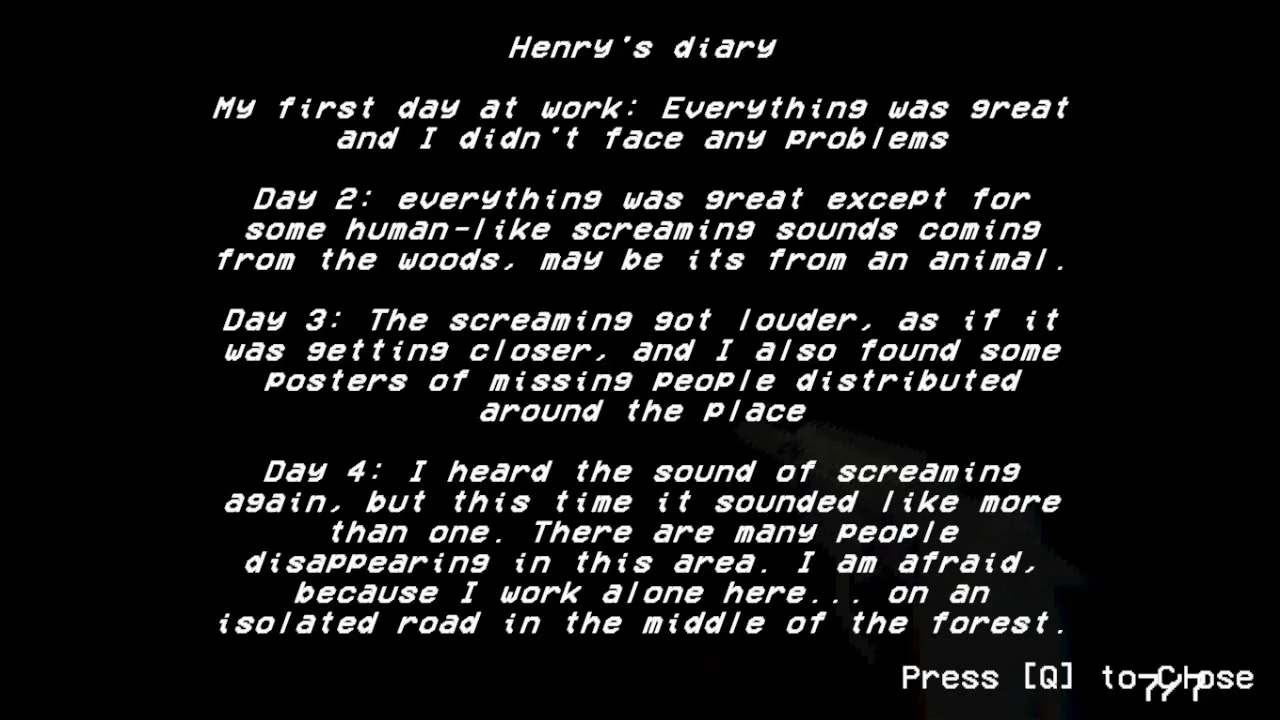 Henry's diary
My first day at work: Everything was great
and I didn't face any problems
Day 2: everything was great except for
some human-like screaming sounds coming
from the woods, may be its from an animal.
Day 3: The screaming got louder, as if it
was getting closer, and I also found some
posters of missing people distributed
around the place
Day 4: I heard the sound of screaming
again, but this time it sounded like more
than one. There are many people
disappearing in this area. I am afraid,
because I work alone here... on an
isolated road in the middle of the forest.
Press [Q] to Close